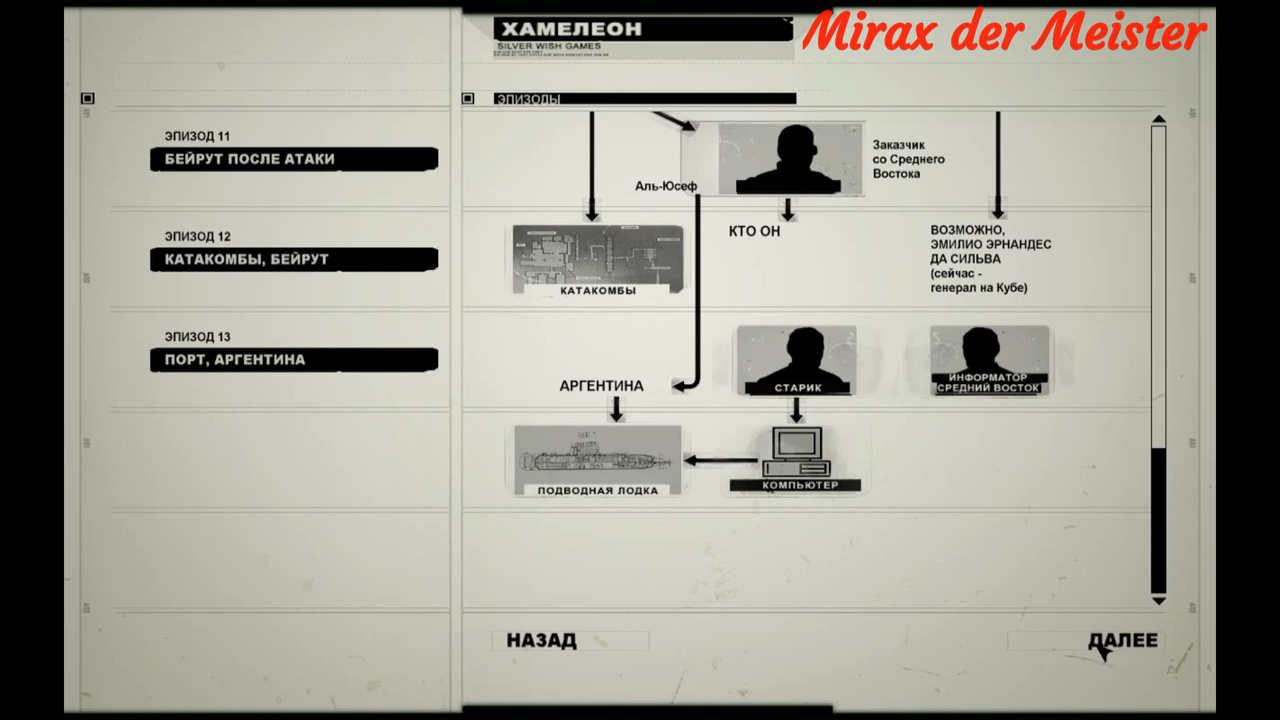 ХАМЕЛЕОН
Mirax der Meister
SILVER WISH GAMES
ЭПИЗОДЫ
ЭПИЗОД 11
БЕЙРУТ ПОСЛЕ АТАКИ
Заказчик
со Среднего
Востока
Аль-Юсеф
ЭПИЗОД 12
КАТАКОМБЫ, БЕЙРУТ
КАТАКОМБЫ
КТО ОН
ВОЗМОЖНО,
ЭМИЛИО ЭРНАНДЕС
ДА СИЛЬВА
(сейчас -
генерал на Кубе)
ЭПИЗОД 13
ПОРТ, АРГЕНТИНА
АРГЕНТИНА
СТАРИК
ИНФОРМАТОР
СРЕДНИЙ ВОСТОК
ПОДВОДНАЯ ЛОДКА
КОМПЬЮТЕР
НАЗАД
ДАЛЕЕ